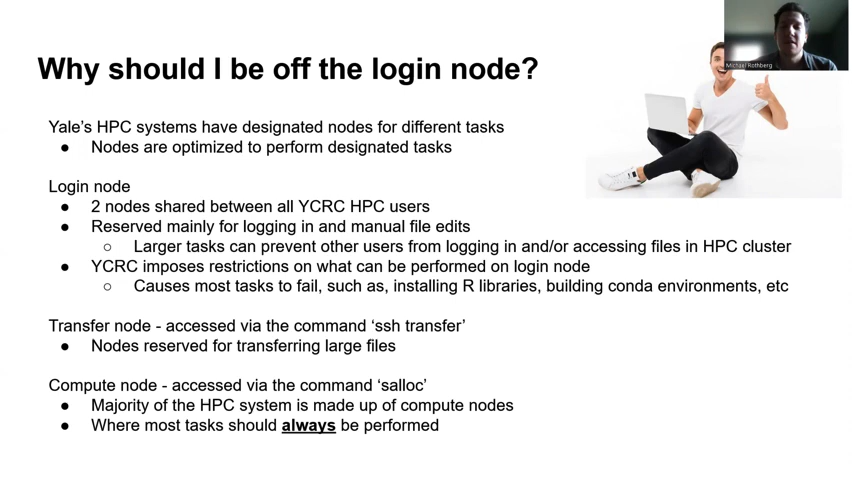 Michael Rothberg
Why should I be off the login node?
Yale's HPC systems have designated nodes for different tasks
● Nodes are optimized to perform designated tasks
Login node
● 2 nodes shared between all YCRC HPC users
● Reserved mainly for logging in and manual file edits
○ Larger tasks can prevent other users from logging in and/or accessing files in HPC cluster
● YCRC imposes restrictions on what can be performed on login node
○ Causes most tasks to fail, such as, installing R libraries, building conda environments, etc
Transfer node - accessed via the command 'ssh transfer'
● Nodes reserved for transferring large files
Compute node - accessed via the command 'salloc'
● Majority of the HPC system is made up of compute nodes
● Where most tasks should always be performed